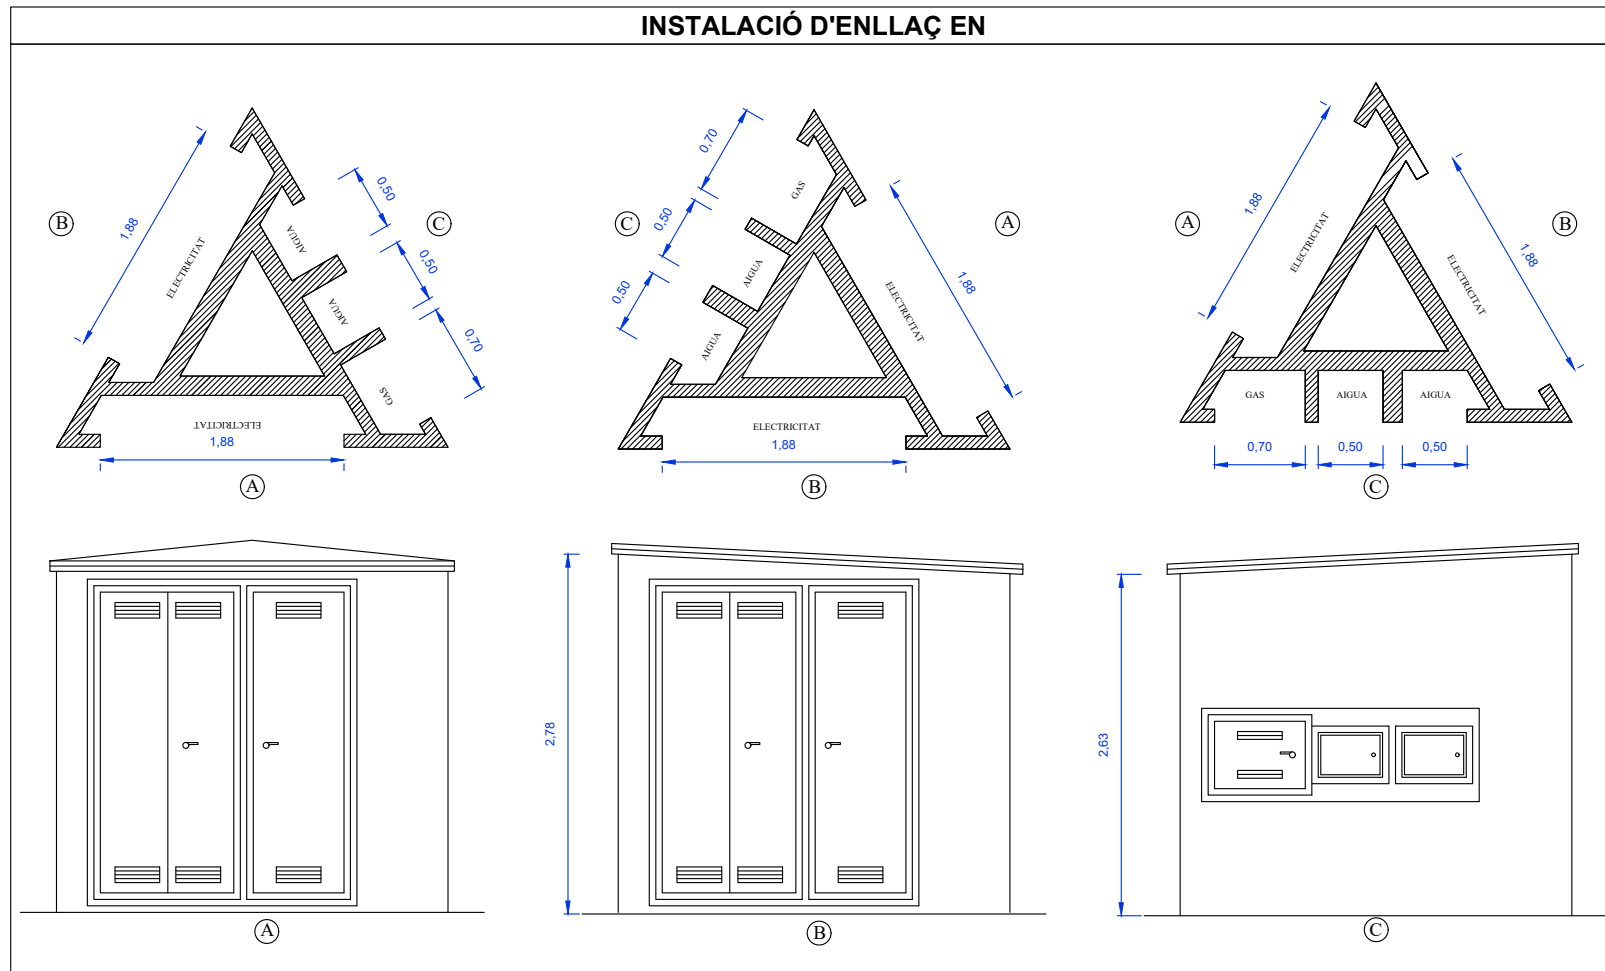 INSTALACIÓ D'ENLLAÇ EN
B
1,88
ELECTRICITAT
AIGUA
0,50
C
AIGUA
0,50
GAS
0,70
ELECTRICITAT
1,88
A
0,70
GAS
C
0,50
AIGUA
0,50
AIGUA
A
ELECTRICITAT
1,88
ELECTRICITAT
1,88
B
A
1,88
ELECTRICITAT
B
ELECTRICITAT
1,88
GAS
AIGUA
AIGUA
0,70
0,50
0,50
C
A
2,78
B
2,63
C